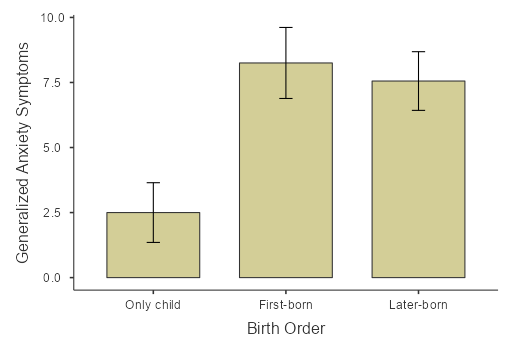 10.0
7.5
5.0
2.5
0.0
Generalized Anxiety Symptoms
Only child
First-born
Later-born
Birth Order